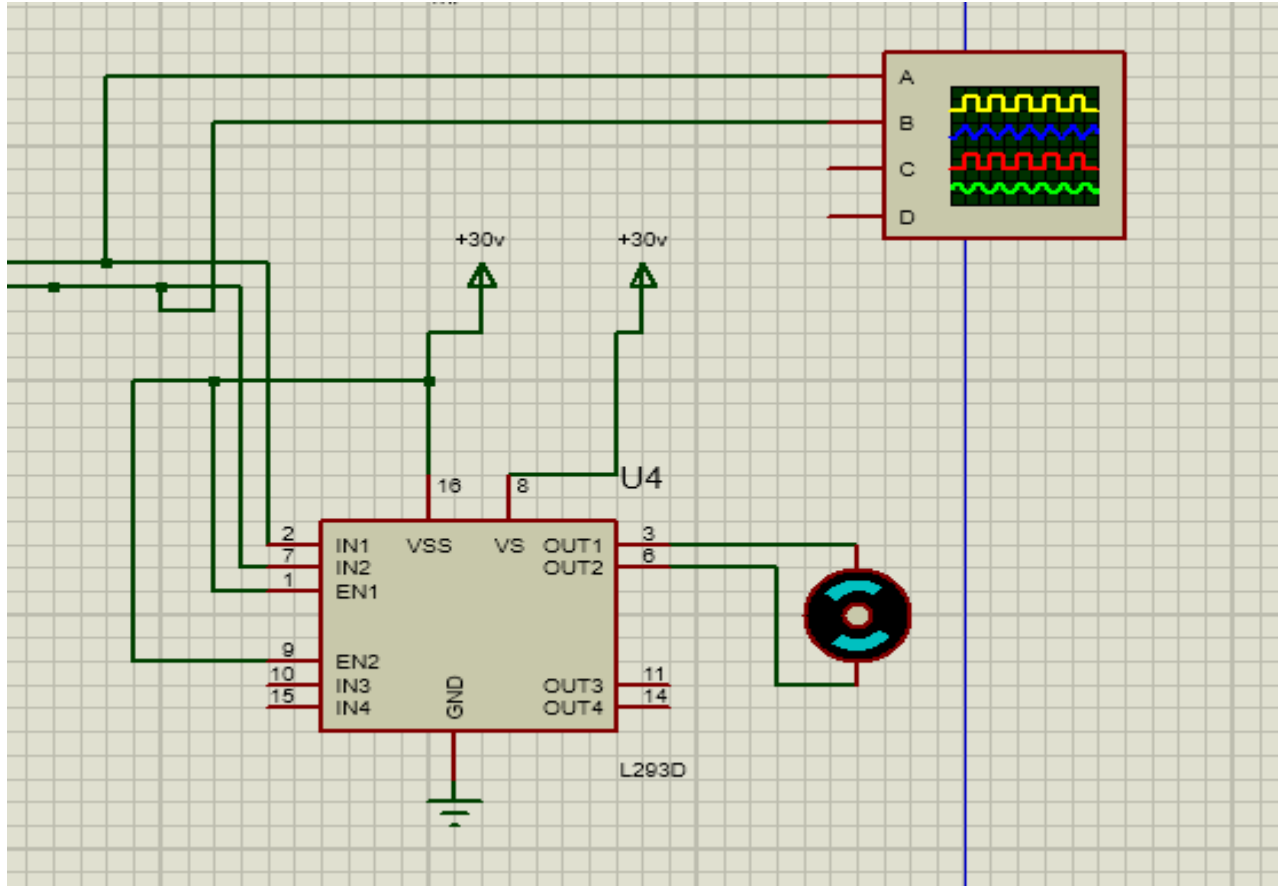 A
B
C
D
+30v +30v
16 8 U4
2 IN1 VSS VS OUT1 3
7 IN2 OUT2 6
1 EN1
9 EN2
10 IN3 OUT3 11
15 IN4 GND OUT4 14
L293D